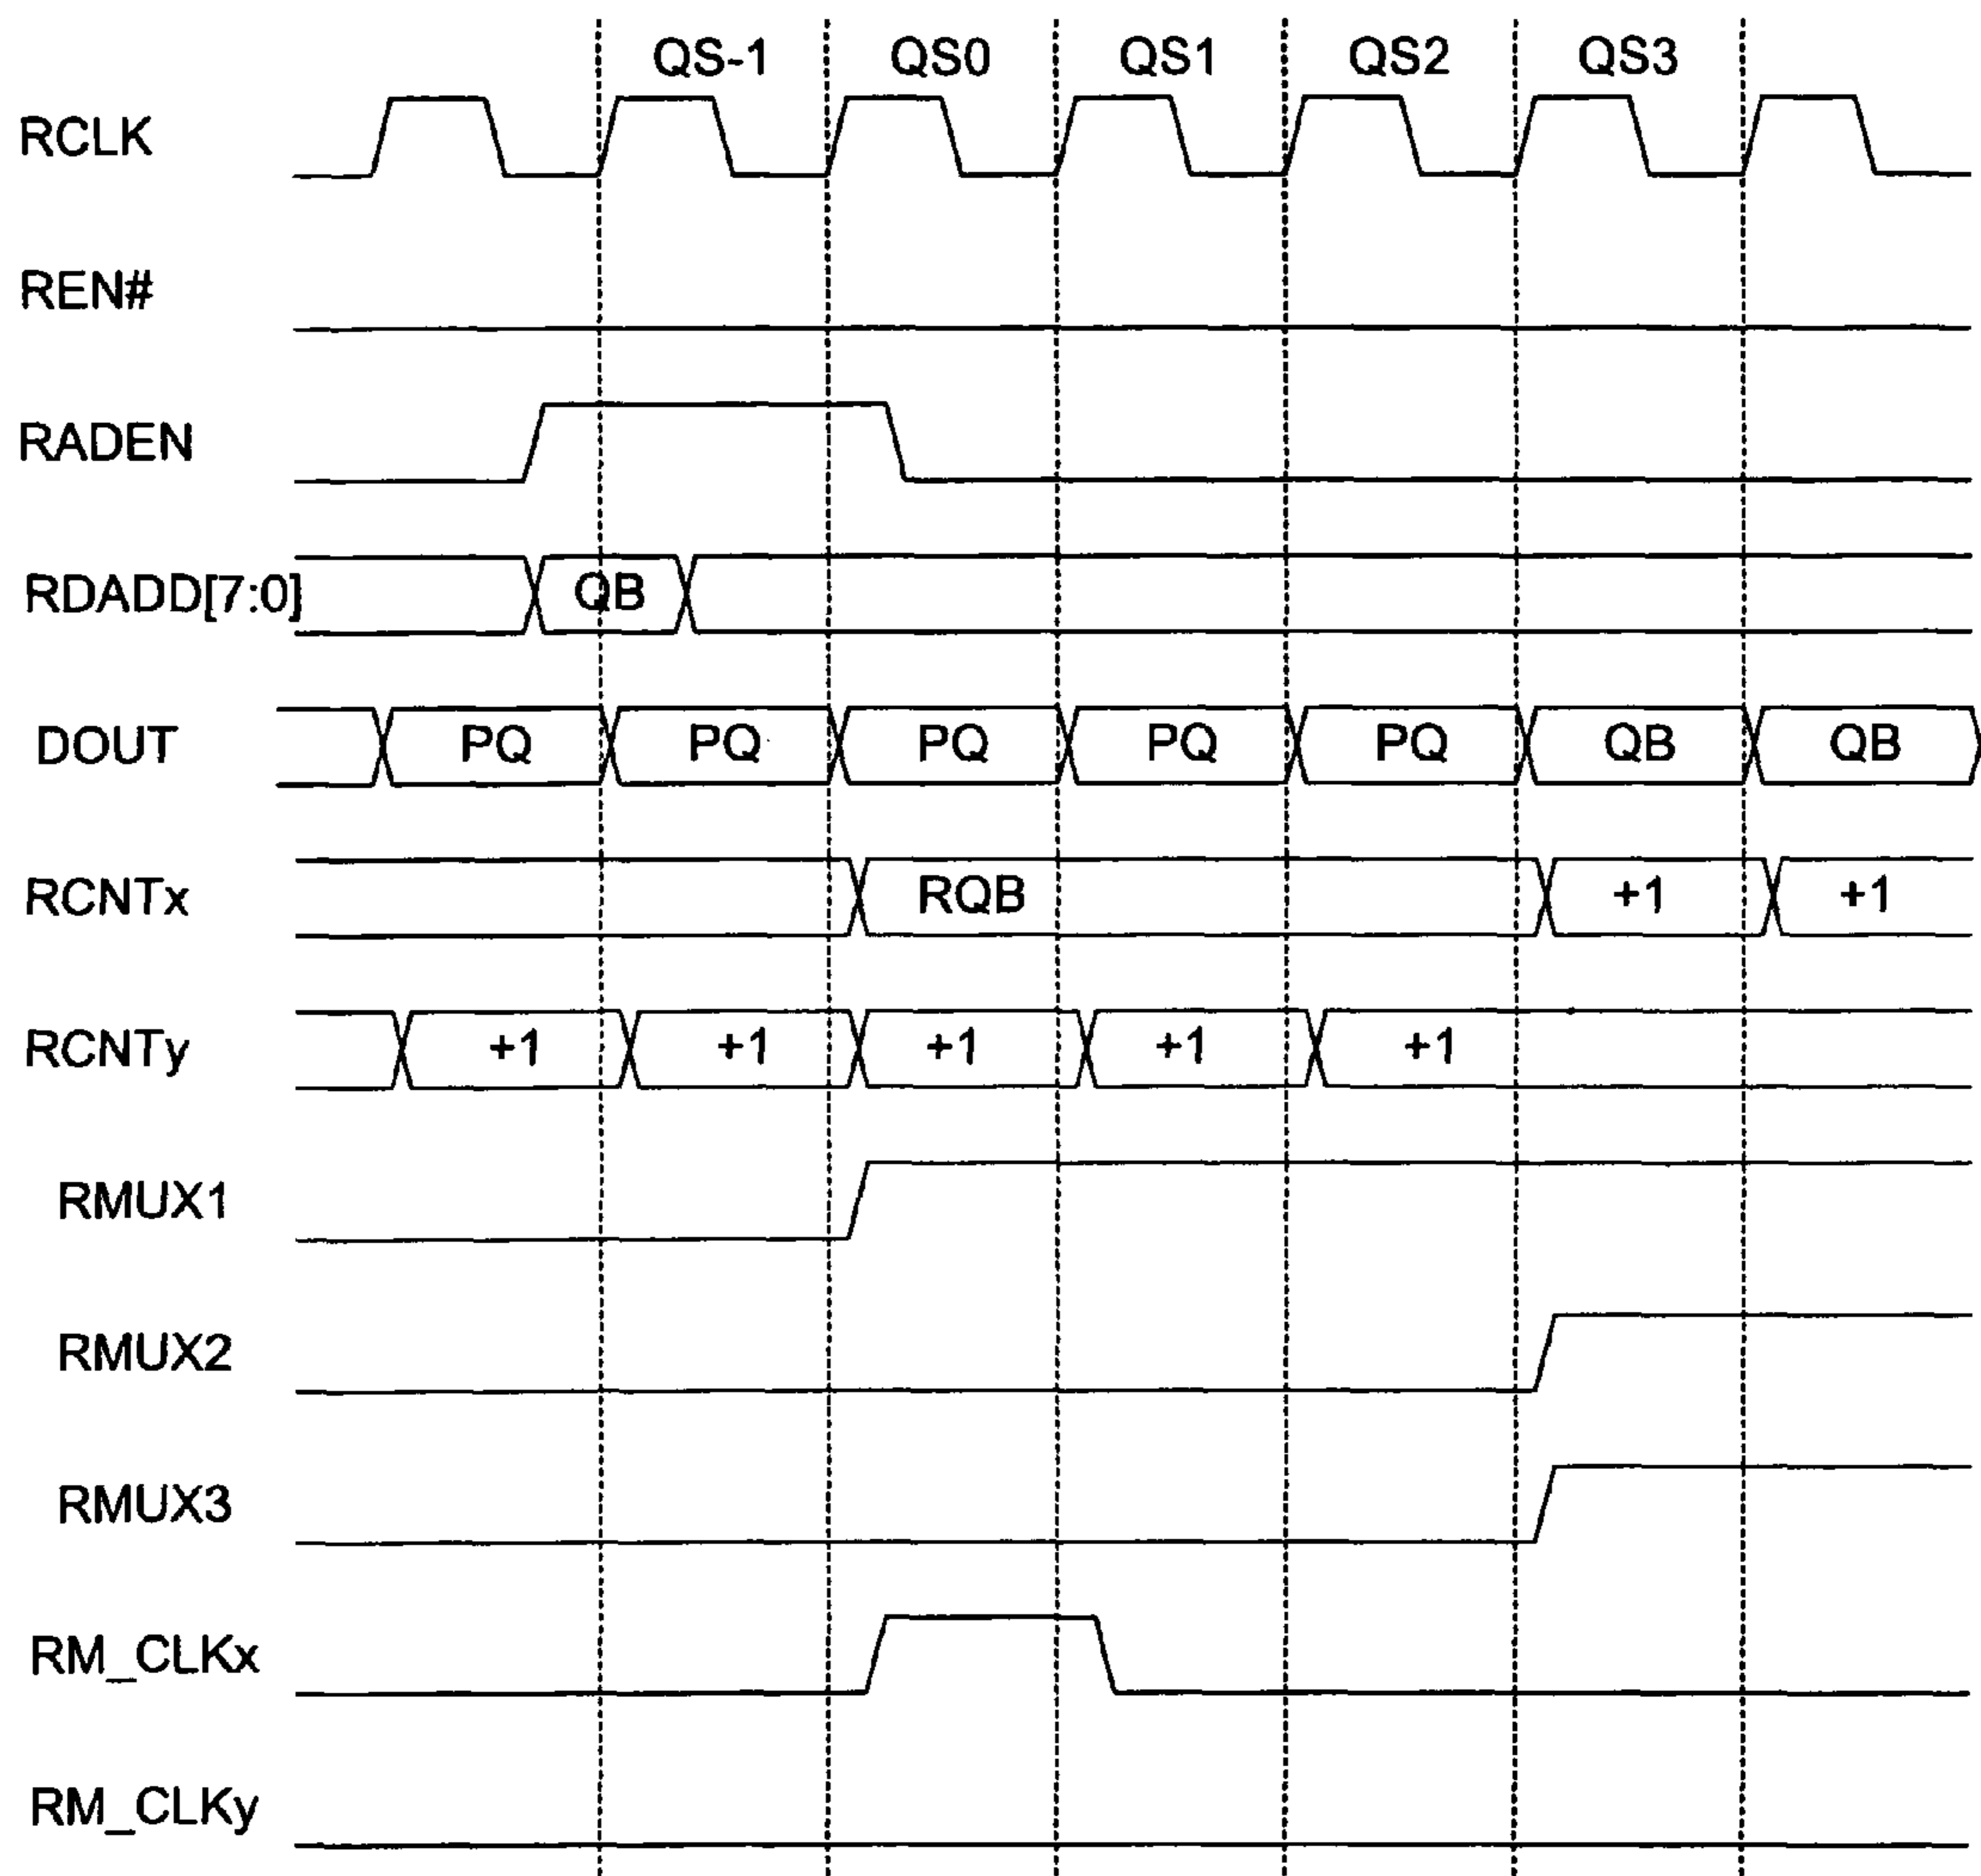 QS-1 QS0 QS1 QS2 QS3
RCLK
REN#
RADEN
RDADD[7:0] QB
DOUT PQ PQ PQ PQ PQ QB QB
RCNTx RQB +1 +1
RCNTy +1 +1 +1 +1 +1
RMUX1
RMUX2
RMUX3
RM_CLKx
RM_CLKy